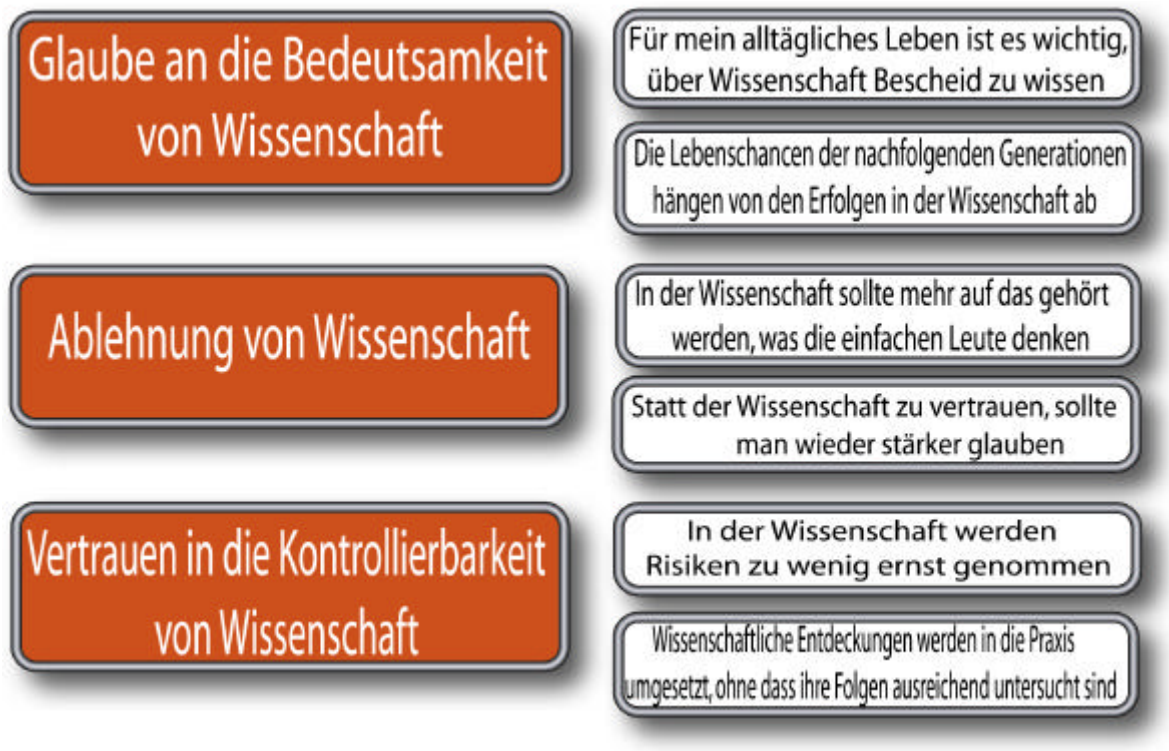 Glaube an die Bedeutsamkeit
von Wissenschaft
Für mein alltägliches Leben ist es wichtig,
über Wissenschaft Bescheid zu wissen
Die Lebenschancen der nachfolgenden Generationen
hängen von den Erfolgen in der Wissenschaft ab
Ablehnung von Wissenschaft
In der Wissenschaft sollte mehr auf das gehört
werden, was die einfachen Leute denken
Statt der Wissenschaft zu vertrauen, sollte
man wieder stärker glauben
Vertrauen in die Kontrollierbarkeit
von Wissenschaft
In der Wissenschaft werden
Risiken zu wenig ernst genommen
Wissenschaftliche Entdeckungen werden in die Praxis
umgesetzt, ohne dass ihre Folgen ausreichend untersucht sind